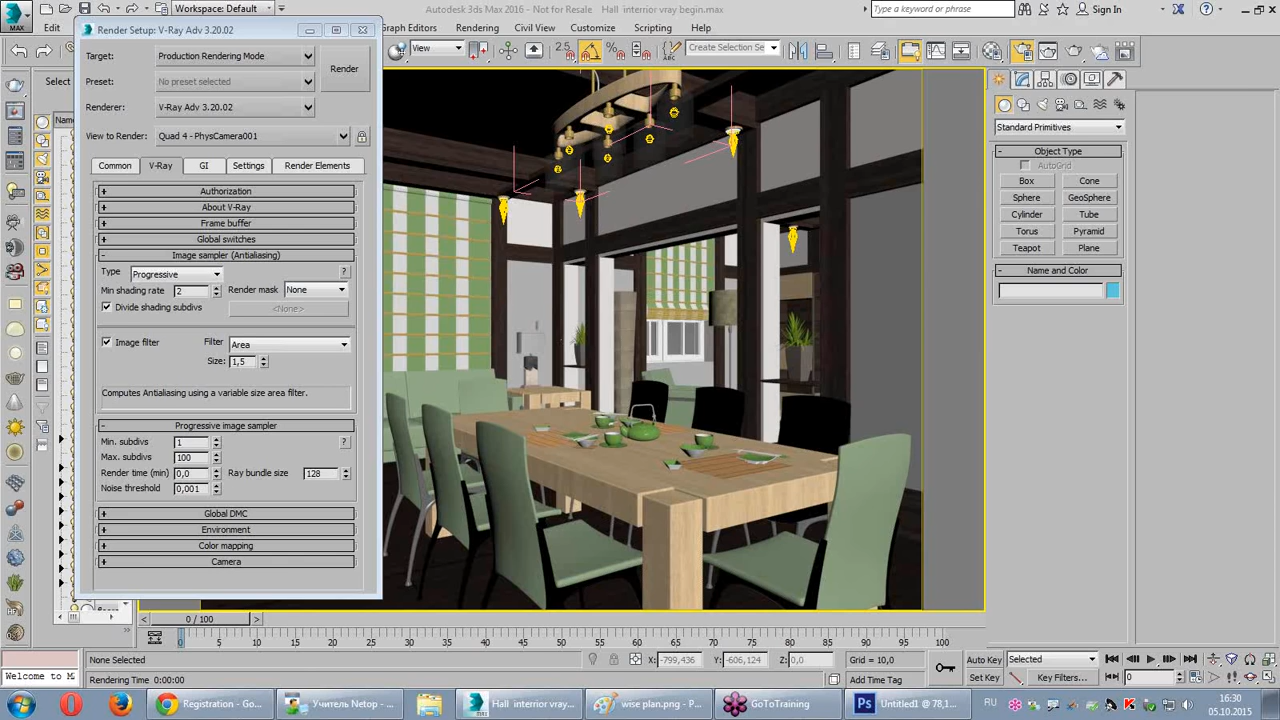 MAX
Workspace: Default
Autodesk 3ds Max 2016 - Not for Resale
Hall interior vray begin.max
Type a keyword or phrase
Sign In
Edit
Render Setup: V-Ray Adv 3.20.02
Graph Editors
Rendering
Civil View
Customize
Scripting
Help
View
2.5
Create Selection Se
Target:
Production Rendering Mode
Render
Preset:
No preset selected
Select
Renderer:
V-Ray Adv 3.20.02
View to Render:
Quad 4 - PhysCamera001
Common
V-Ray
GI
Settings
Render Elements
Authorization
About V-Ray
Frame buffer
Global switches
Image sampler (Antialiasing)
Type
Progressive
?
Min shading rate
2
Render mask
None
Divide shading subdivs
<None>
Image filter
Filter
Area
Size:
1,5
Computes Antialiasing using a variable size area filter.
Progressive image sampler
Min. subdivs
1
?
Max. subdivs
100
Render time (min)
0,0
Ray bundle size
128
Noise threshold
0,001
Global DMC
Environment
Color mapping
Camera
Standard Primitives
Object Type
AutoGrid
Box
Cone
Sphere
GeoSphere
Cylinder
Tube
Torus
Pyramid
Teapot
Plane
Name and Color
0 / 100
0 5 10 15 20 25 30 35 40 45 50 55 60 65 70 75 80 85 90 95 100
None Selected
X: -799,436
Y: -606,124
Z: 0,0
Grid = 10,0
Auto Key
Selected
Welcome to M
Rendering Time 0:00:00
Add Time Tag
Set Key
Key Filters...
0
Registration - Go...
Учитель Netop - ...
Hall interior vray...
wise plan.png - P...
GoToTraining
Untitled1 @ 78,1...
RU
16:30
05.10.2015